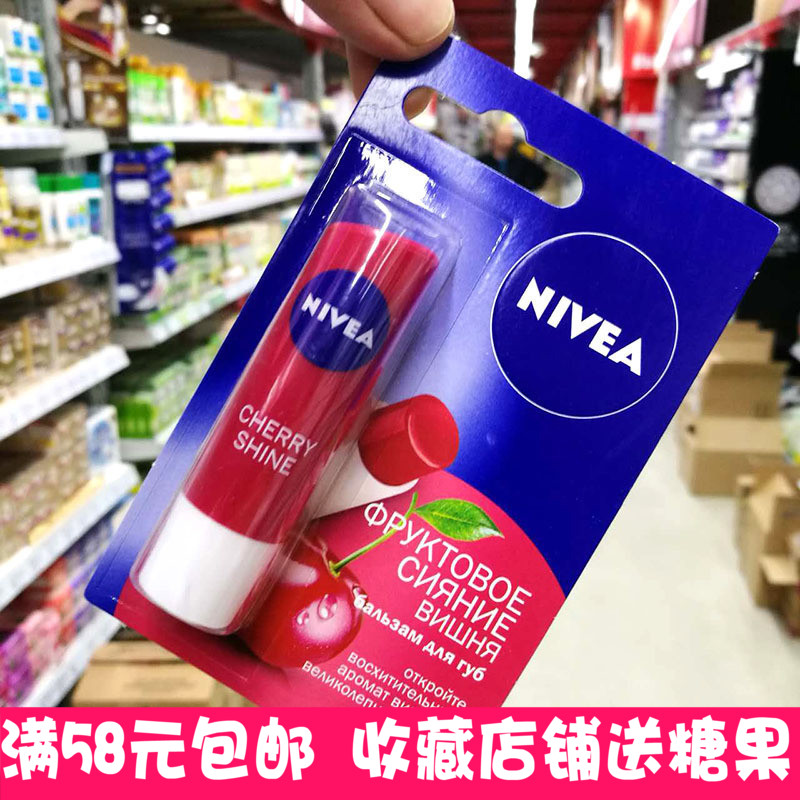 NIVEA
NIVEA
CHERRY
SHINE
ФРУКТОВОЕ
СИЯНИЕ
ВИШНЯ
бальзам для губ
откройте
восхитительн
аромат ви
великолепн
满58元包邮 收藏店铺送糖果